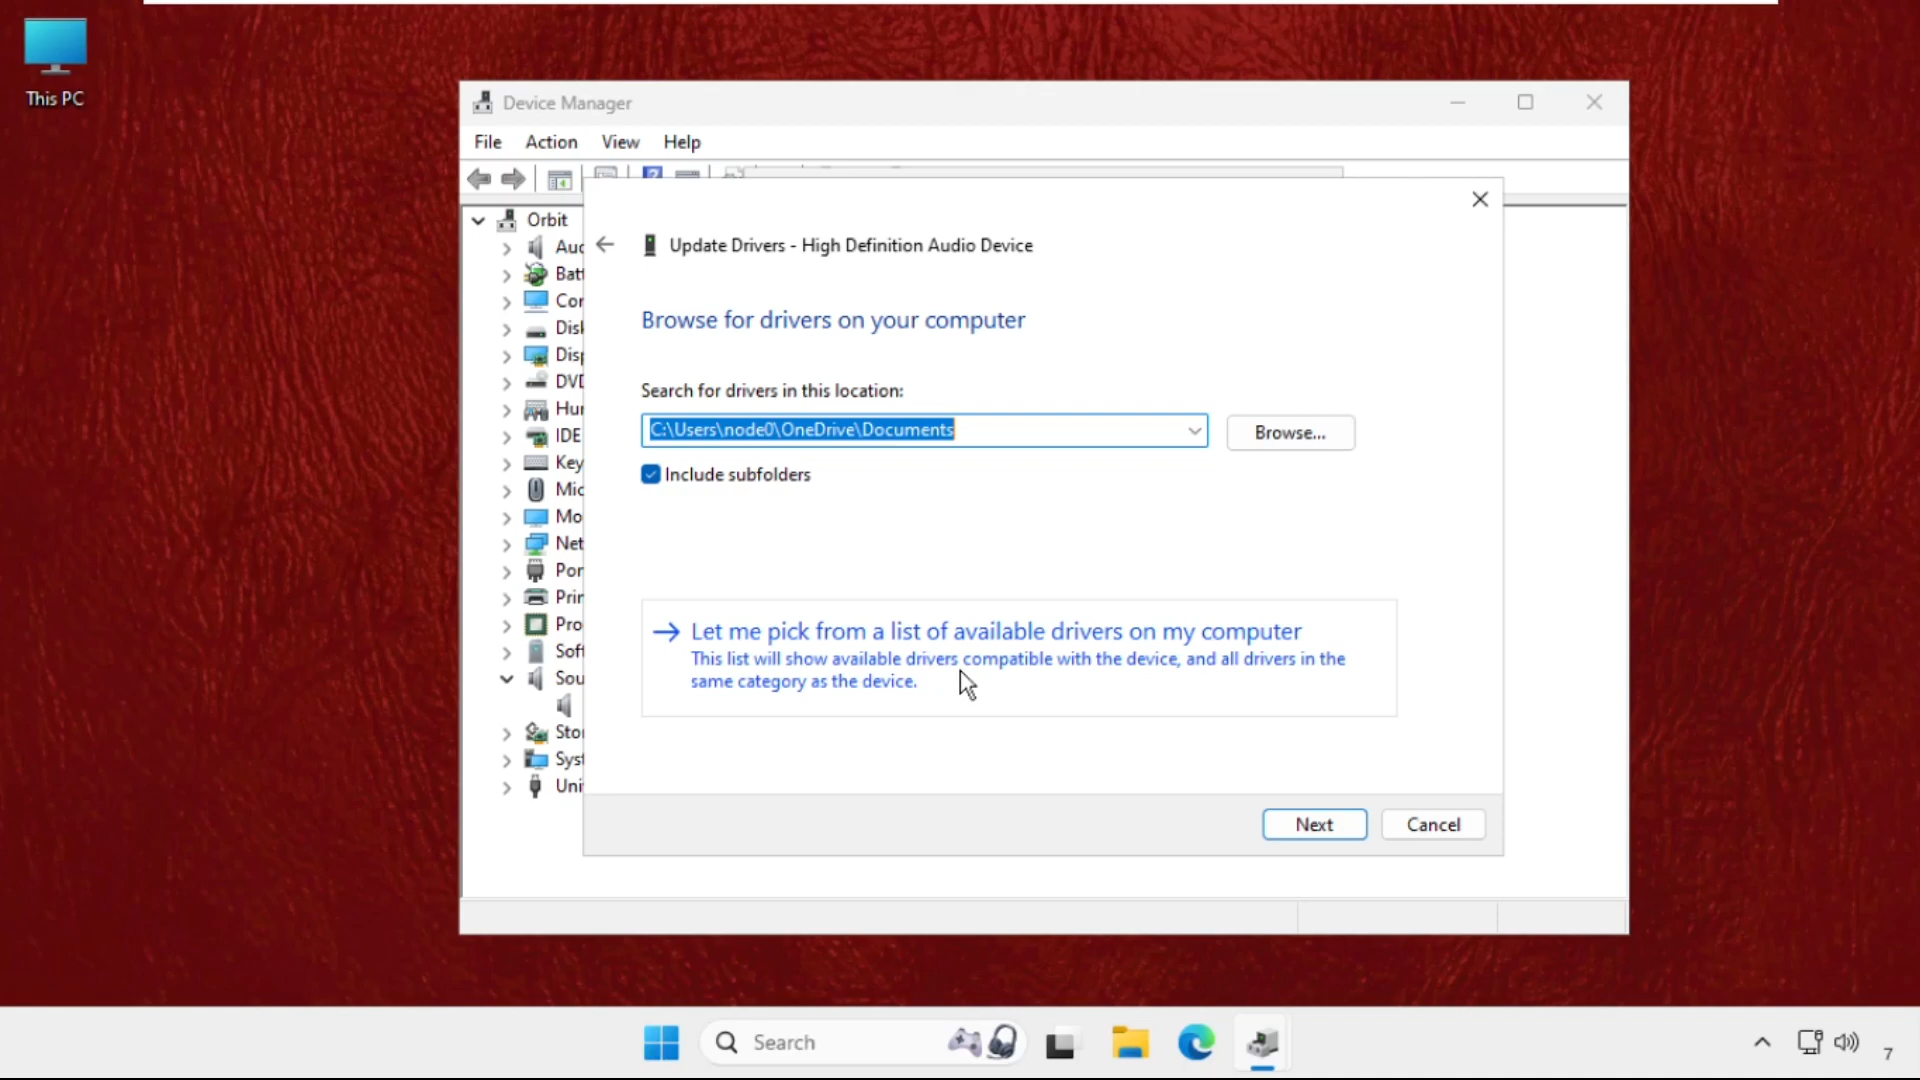 This PC
Device Manager
File Action View Help
Orbit
Update Drivers - High Definition Audio Device
Browse for drivers on your computer
Search for drivers in this location:
C:\Users\node0\OneDrive\Documents
Browse...
Include subfolders
Let me pick from a list of available drivers on my computer
This list will show available drivers compatible with the device, and all drivers in the
same category as the device.
Next
Cancel
Auc
Batt
Cor
Disk
Disp
DVD
Hur
IDE
Key
Mic
Mo
Net
Por
Prin
Pro
Soft
Sou
Sto
Syst
Uni
Search
7